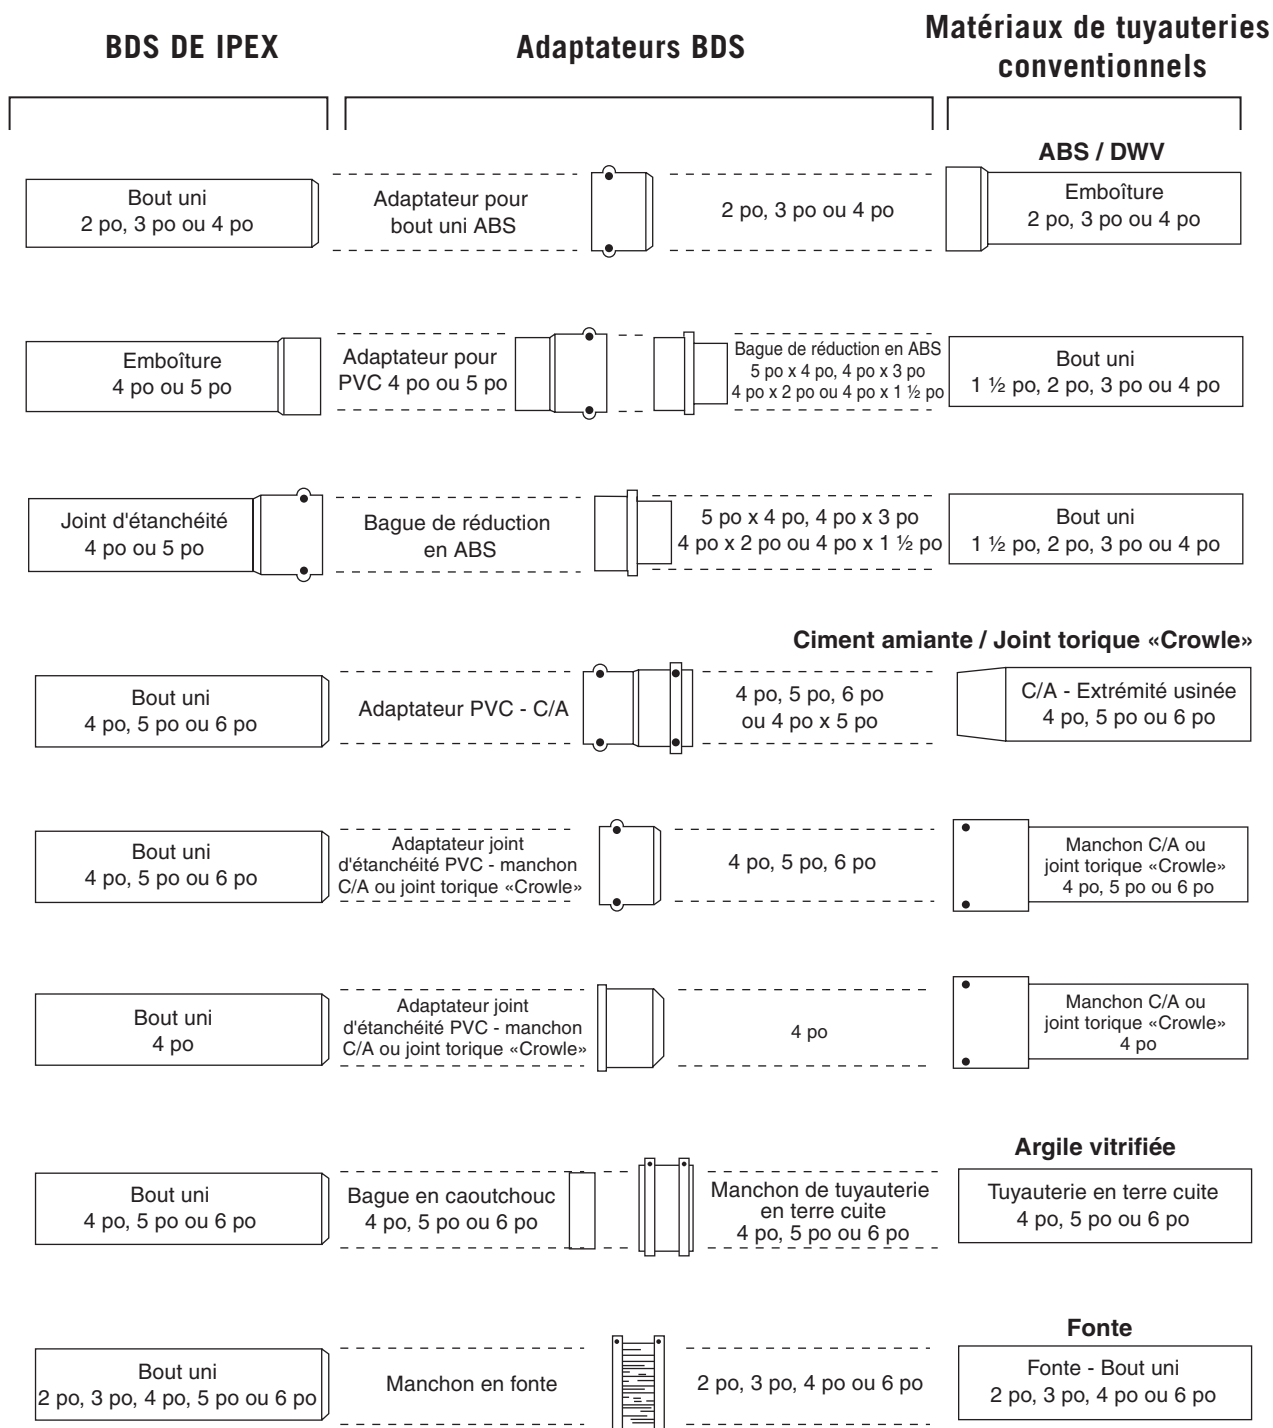 BDS DE IPEX
Adaptateurs BDS
Matériaux de tuyauteries
conventionnels
ABS / DWV
Bout uni
2 po, 3 po ou 4 po
Adaptateur pour
bout uni ABS
2 po, 3 po ou 4 po
Emboîture
2 po, 3 po ou 4 po
Emboîture
4 po ou 5 po
Adaptateur pour
PVC 4 po ou 5 po
Bague de réduction en ABS
5 po x 4 po, 4 po x 3 po
4 po x 2 po ou 4 po x 1 ½ po
Bout uni
1 ½ po, 2 po, 3 po ou 4 po
Joint d'étanchéité
4 po ou 5 po
Bague de réduction
en ABS
5 po x 4 po, 4 po x 3 po
4 po x 2 po ou 4 po x 1 ½ po
Bout uni
1 ½ po, 2 po, 3 po ou 4 po
Ciment amiante / Joint torique «Crowle»
Bout uni
4 po, 5 po ou 6 po
Adaptateur PVC - C/A
4 po, 5 po, 6 po
ou 4 po x 5 po
C/A - Extrémité usinée
4 po, 5 po ou 6 po
Bout uni
4 po, 5 po ou 6 po
Adaptateur joint
d'étanchéité PVC - manchon
C/A ou joint torique «Crowle»
4 po, 5 po, 6 po
Manchon C/A ou
joint torique «Crowle»
4 po, 5 po ou 6 po
Bout uni
4 po
Adaptateur joint
d'étanchéité PVC - manchon
C/A ou joint torique «Crowle»
4 po
Manchon C/A ou
joint torique «Crowle»
4 po
Argile vitrifiée
Bout uni
4 po, 5 po ou 6 po
Bague en caoutchouc
4 po, 5 po ou 6 po
Manchon de tuyauterie
en terre cuite
4 po, 5 po ou 6 po
Tuyauterie en terre cuite
4 po, 5 po ou 6 po
Fonte
Bout uni
2 po, 3 po, 4 po, 5 po ou 6 po
Manchon en fonte
2 po, 3 po, 4 po ou 6 po
Fonte - Bout uni
2 po, 3 po, 4 po ou 6 po